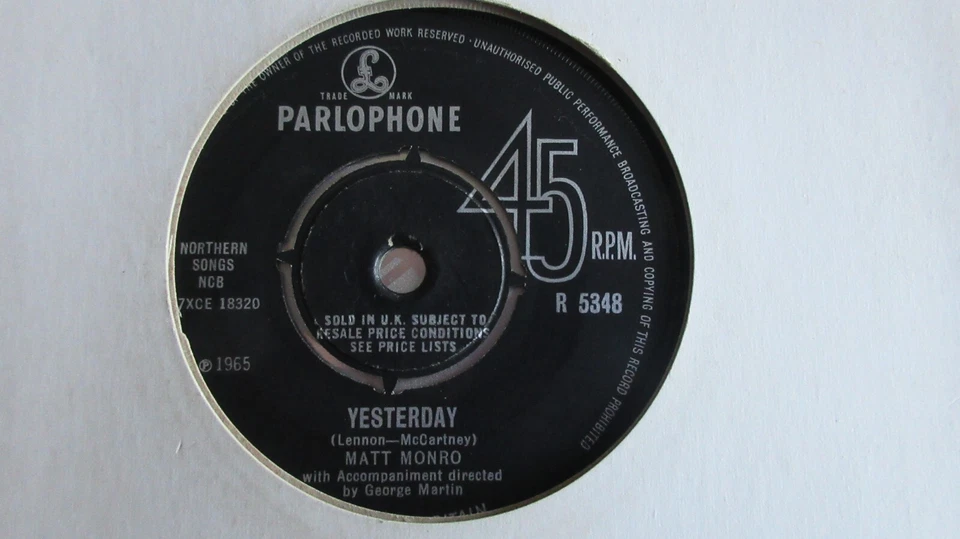 THE OWNER OF THE RECORDED WORK RESERVED · UNAUTHORISED PUBLIC PERFORMANCE BROADCASTING AND COPYING OF THIS RECORD PROHIBITED
£
TRADE MARK
PARLOPHONE
45
R.P.M.
NORTHERN
SONGS
NCB
7XCE 18320
R 5348
SOLD IN U.K. SUBJECT TO
RESALE PRICE CONDITIONS
SEE PRICE LISTS
℗ 1965
YESTERDAY
(Lennon—McCartney)
MATT MONRO
with Accompaniment directed
by George Martin